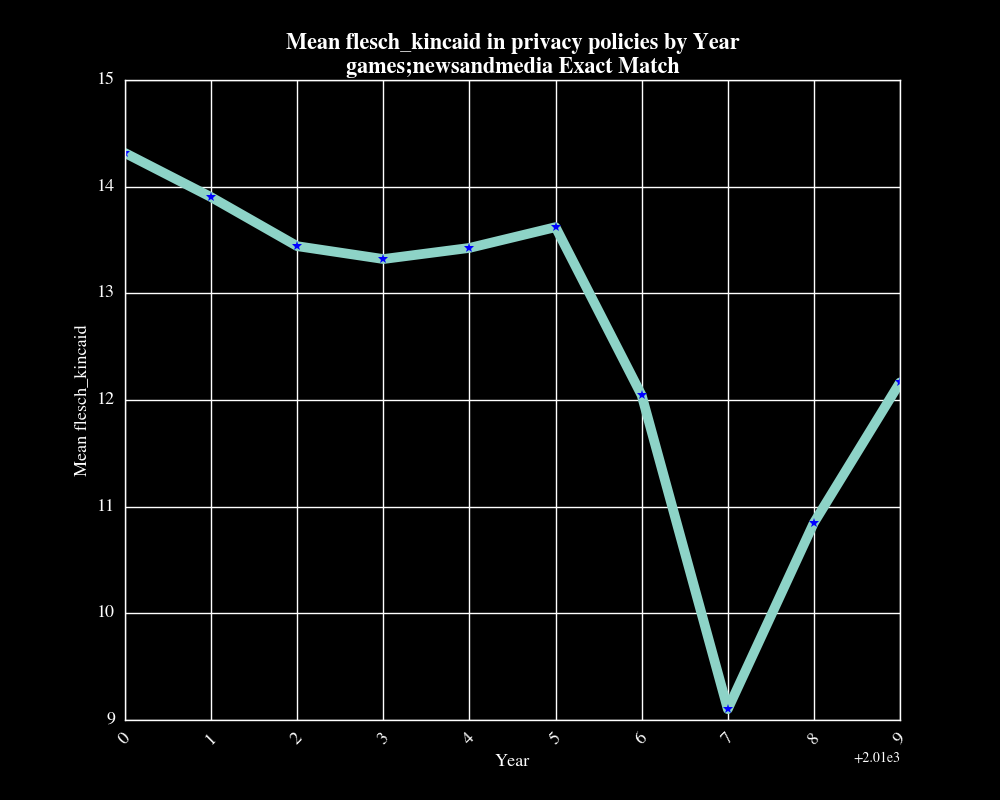 Mean flesch_kincaid in privacy policies by Year
games;newsandmedia Exact Match
15
14
13
12
11
10
9
Mean flesch_kincaid
0 1 2 3 4 5 6 7 8 9
Year
+2.01e3